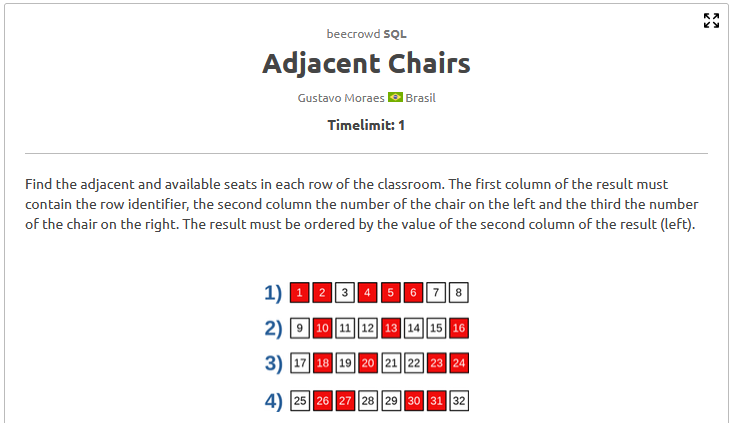 beecrowd SQL
Adjacent Chairs
Gustavo Moraes Brasil
Timelimit: 1
Find the adjacent and available seats in each row of the classroom. The first column of the result must
contain the row identifier, the second column the number of the chair on the left and the third the number
of the chair on the right. The result must be ordered by the value of the second column of the result (left).
1) 1 2 3 4 5 6 7 8
2) 9 10 11 12 13 14 15 16
3) 17 18 19 20 21 22 23 24
4) 25 26 27 28 29 30 31 32